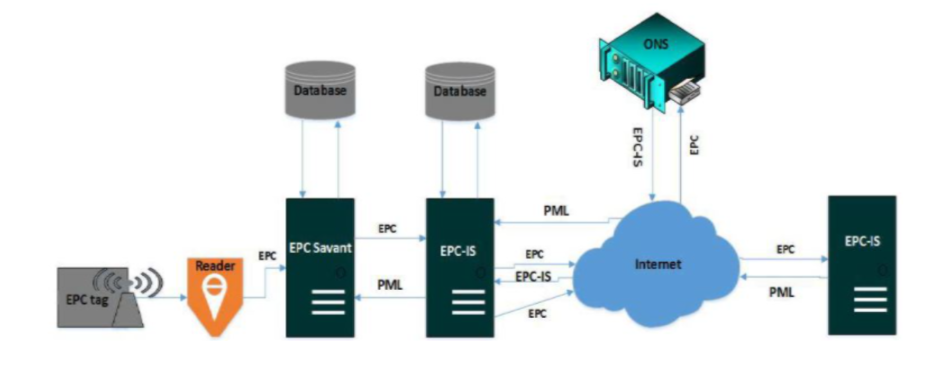 ONS
Database
Database
EPC-IS
EPC
PML
EPC Savant
EPC
EPC-IS
EPC
EPC
EPC-IS
Reader
EPC
EPC-IS
Internet
PML
PML
EPC tag
EPC